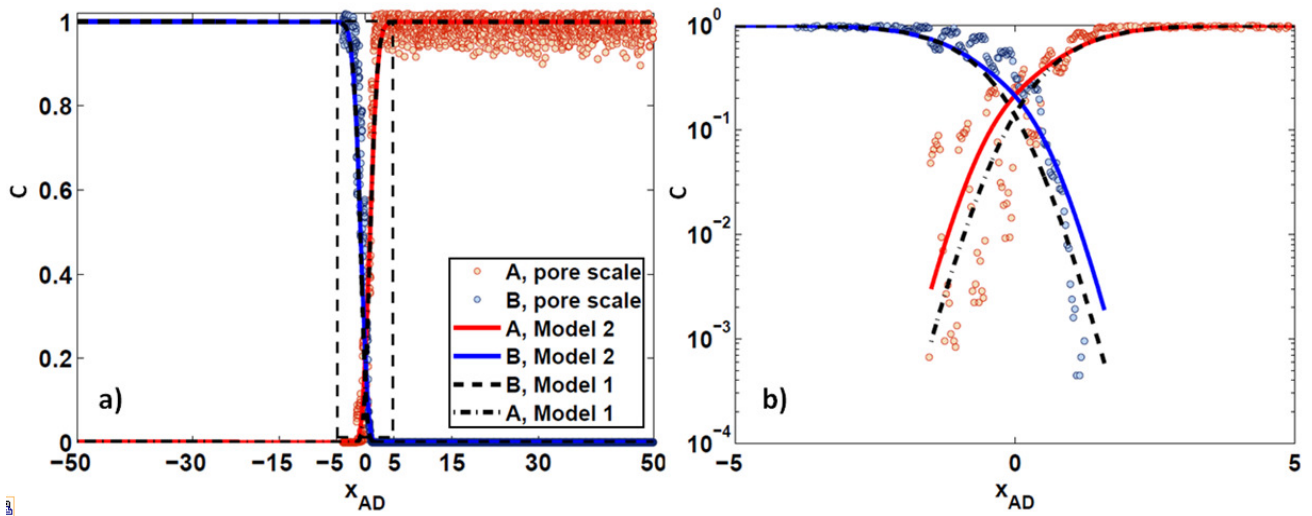 1
0.8
0.6
0.4
0.2
0
C
a)
A, pore scale
B, pore scale
A, Model 2
B, Model 2
B, Model 1
A, Model 1
-50 -30 -15 -5 0 5 15 30 50
x_AD
10^0
10^-1
10^-2
10^-3
10^-4
C
b)
-5 0 5
x_AD